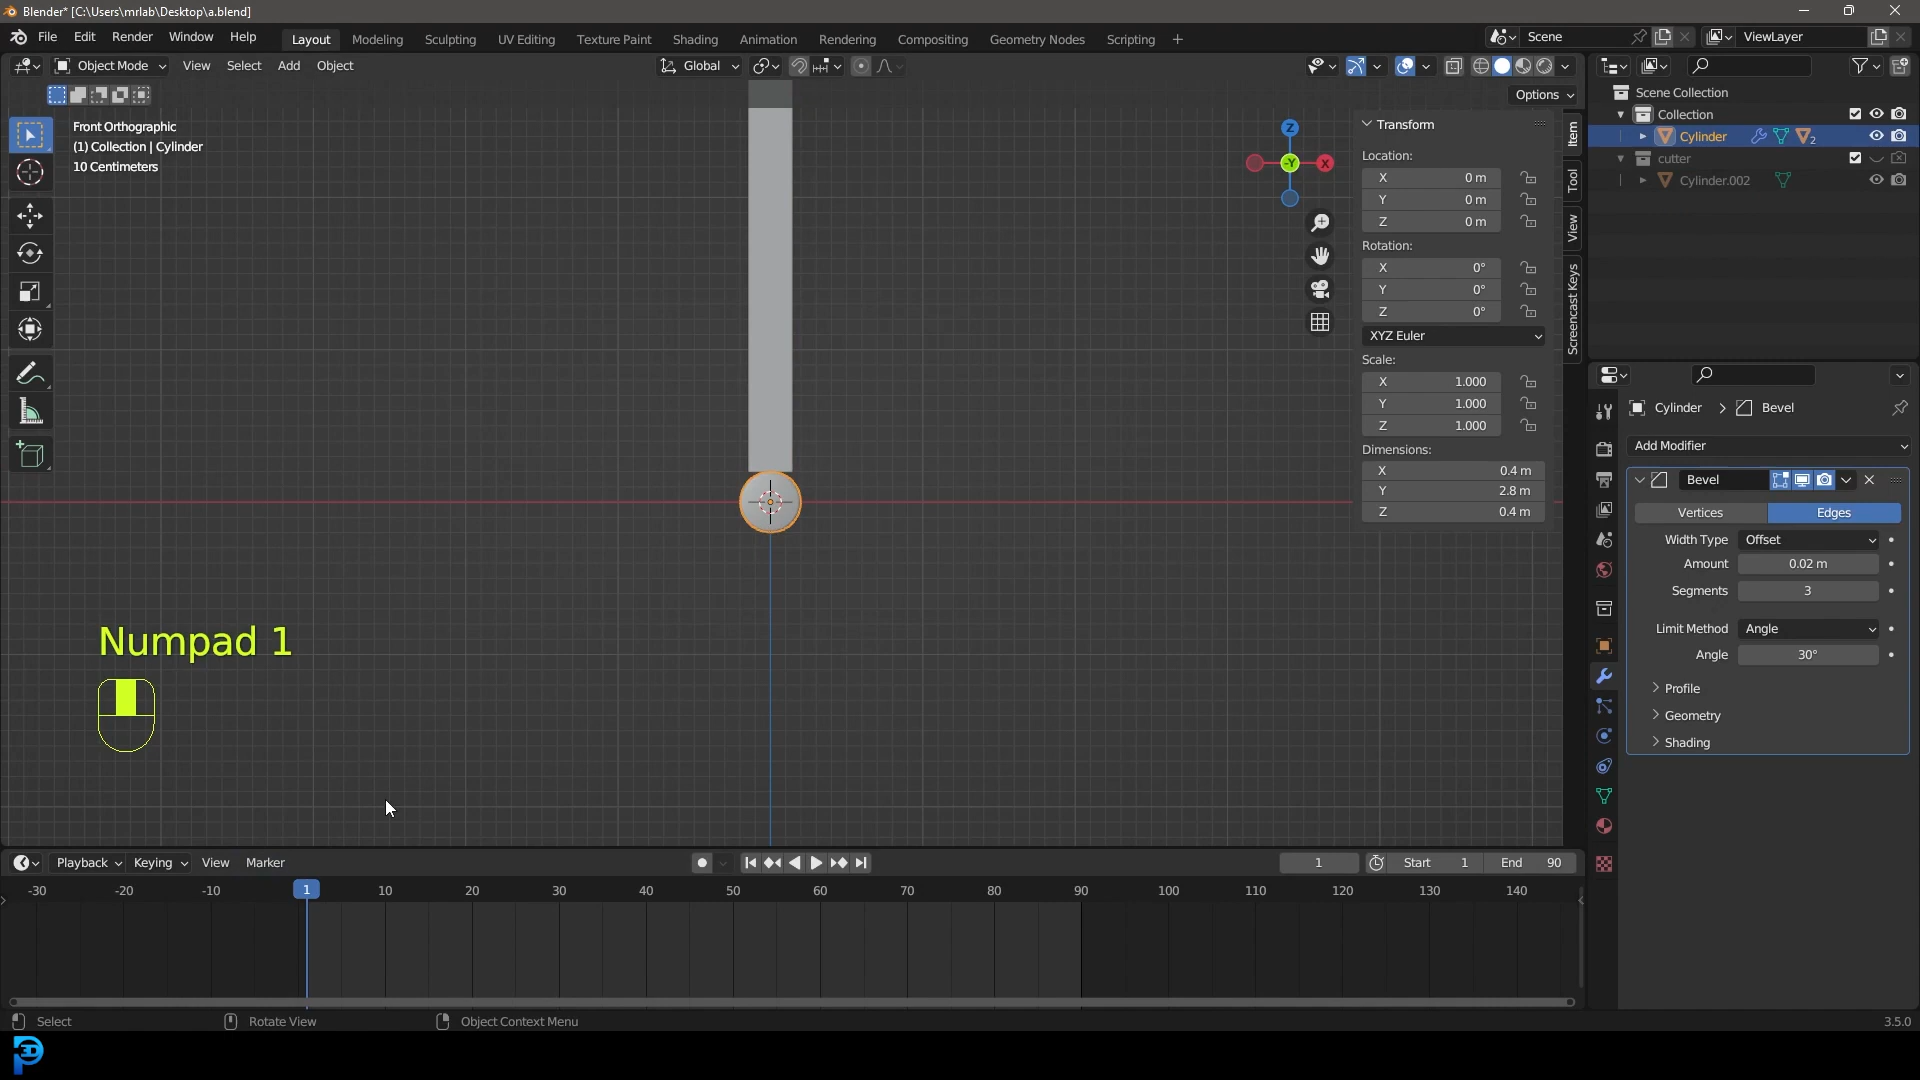 Blender* [C:\Users\mrlab\Desktop\a.blend]
File Edit Render Window Help
Layout Modeling Sculpting UV Editing Texture Paint Shading Animation Rendering Compositing Geometry Nodes Scripting +
Scene ViewLayer
Object Mode View Select Add Object
Global
Options
Front Orthographic
(1) Collection | Cylinder
10 Centimeters
Z
-Y X
Transform
Location:
X 0 m
Y 0 m
Z 0 m
Rotation:
X 0°
Y 0°
Z 0°
XYZ Euler
Scale:
X 1.000
Y 1.000
Z 1.000
Dimensions:
X 0.4 m
Y 2.8 m
Z 0.4 m
Item
Tool
View
Screencast Keys
Scene Collection
Collection
Cylinder 2
cutter
Cylinder.002
Cylinder > Bevel
Add Modifier
Bevel
Vertices Edges
Width Type Offset
Amount 0.02 m
Segments 3
Limit Method Angle
Angle 30°
Profile
Geometry
Shading
Numpad 1
Playback Keying View Marker
1 Start 1 End 90
-30 -20 -10 1 10 20 30 40 50 60 70 80 90 100 110 120 130 140
Select Rotate View Object Context Menu 3.5.0